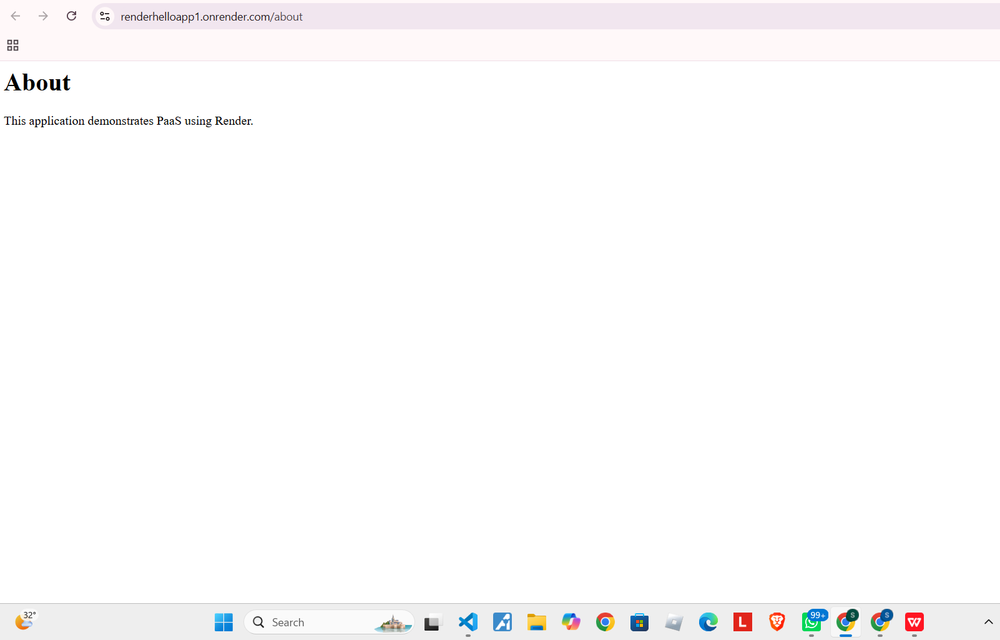 renderhelloapp1.onrender.com/about
About
This application demonstrates PaaS using Render.
32°
Search
L
99+
S
S
W